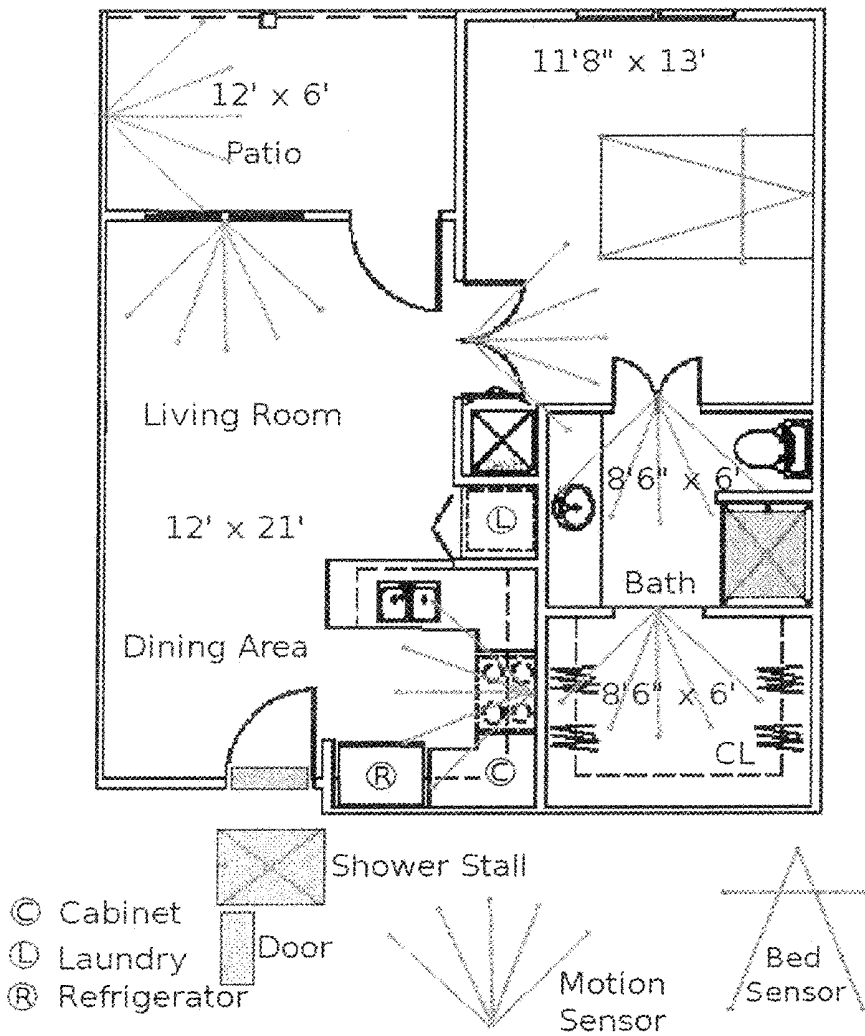 12' x 6'
Patio
11'8" x 13'
Living Room
12' x 21'
Dining Area
L
8'6" x 6'
Bath
8'6" x 6'
CL
R
C
Shower Stall
C Cabinet
L Laundry
R Refrigerator
Door
Motion
Sensor
Bed
Sensor